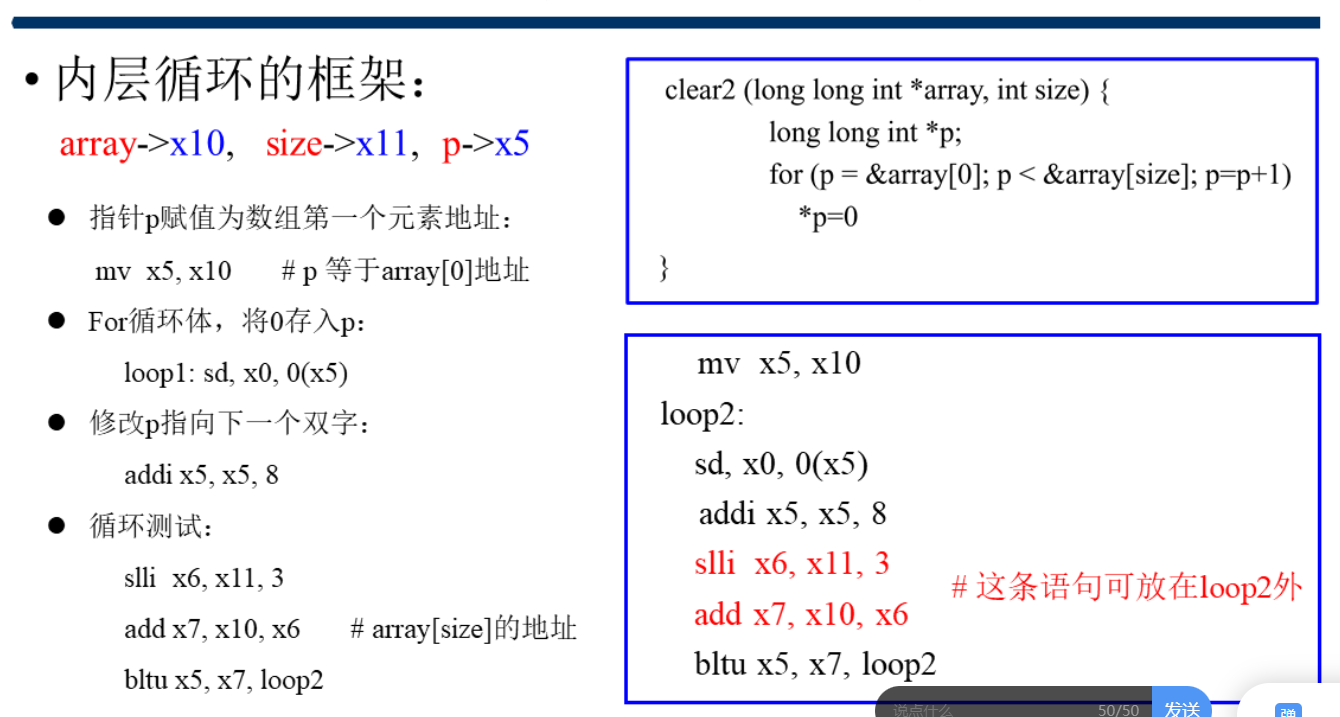 • 内层循环的框架：
array->x10, size->x11, p->x5
● 指针p赋值为数组第一个元素地址：
mv x5, x10 # p 等于array[0]地址
● For循环体，将0存入p：
loop1: sd, x0, 0(x5)
● 修改p指向下一个双字：
addi x5, x5, 8
● 循环测试：
slli x6, x11, 3
add x7, x10, x6 # array[size]的地址
bltu x5, x7, loop2
clear2 (long long int *array, int size) {
long long int *p;
for (p = &array[0]; p < &array[size]; p=p+1)
*p=0
}
mv x5, x10
loop2:
sd, x0, 0(x5)
addi x5, x5, 8
slli x6, x11, 3
# 这条语句可放在loop2外
add x7, x10, x6
bltu x5, x7, loop2
说点什么 50/50 发送
弹